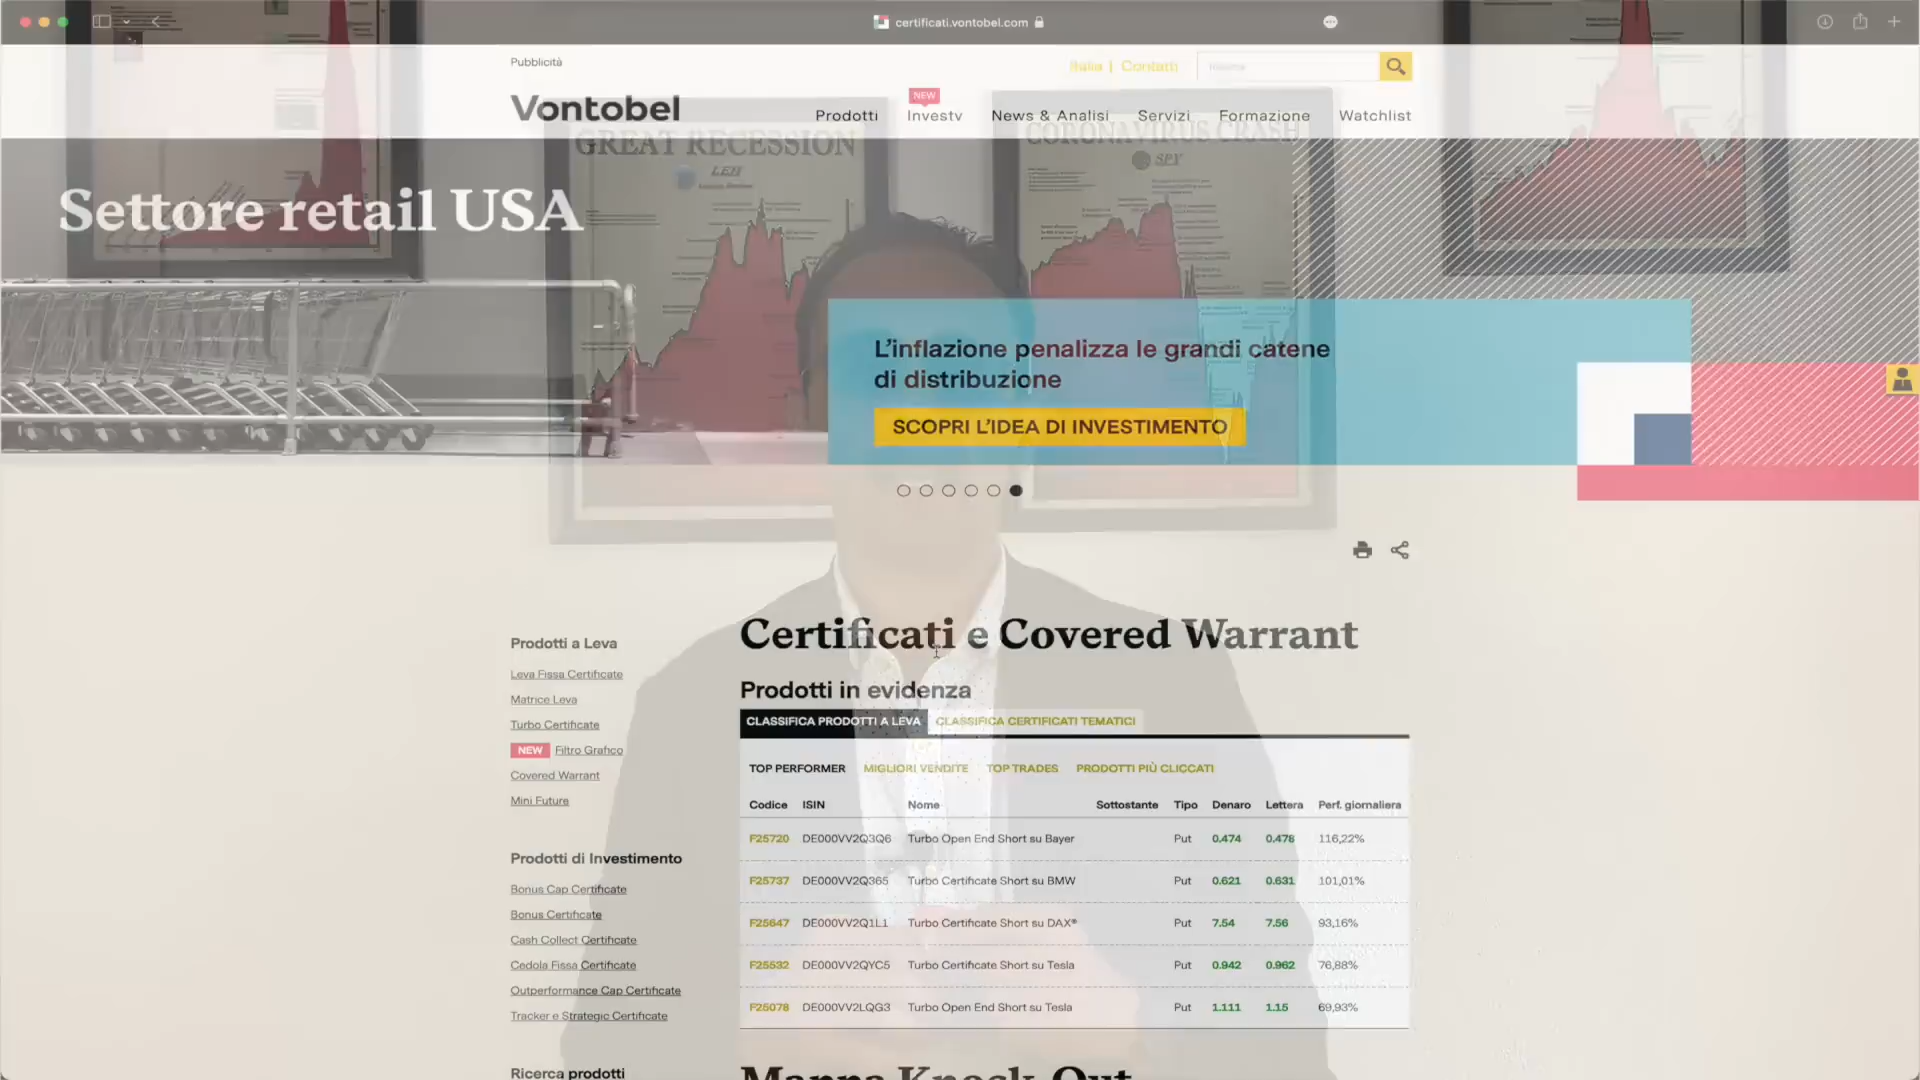 certificati.vontobel.com
Pubblicità
Italia | Contatti
Vontobel
NEW
Prodotti Investv News & Analisi Servizi Formazione Watchlist
GREAT RECESSION
LEH
CORONAVIRUS CRASH
SPY
Settore retail USA
L'inflazione penalizza le grandi catene
di distribuzione
SCOPRI L'IDEA DI INVESTIMENTO
Prodotti a Leva
Leva Fissa Certificate
Matrice Leva
Turbo Certificate
NEW Filtro Grafico
Covered Warrant
Mini Future
Prodotti di Investimento
Bonus Cap Certificate
Bonus Certificate
Cash Collect Certificate
Cedola Fissa Certificate
Outperformance Cap Certificate
Tracker e Strategic Certificate
Ricerca prodotti
Certificati e Covered Warrant
Prodotti in evidenza
CLASSIFICA PRODOTTI A LEVA CLASSIFICA CERTIFICATI TEMATICI
TOP PERFORMER MIGLIORI VENDITE TOP TRADES PRODOTTI PIÙ CLICCATI
Codice ISIN Nome Sottostante Tipo Denaro Lettera Perf. giornaliera
F25720 DE000VV2Q3Q6 Turbo Open End Short su Bayer Put 0.474 0.478 116,22%
F25737 DE000VV2Q365 Turbo Certificate Short su BMW Put 0.621 0.631 101,01%
F25647 DE000VV2Q1L1 Turbo Certificate Short su DAX® Put 7.54 7.56 93,16%
F25532 DE000VV2QYC5 Turbo Certificate Short su Tesla Put 0.942 0.962 76,88%
F25078 DE000VV2LQG3 Turbo Open End Short su Tesla Put 1.111 1.15 69,93%
Mappa Knock-Out